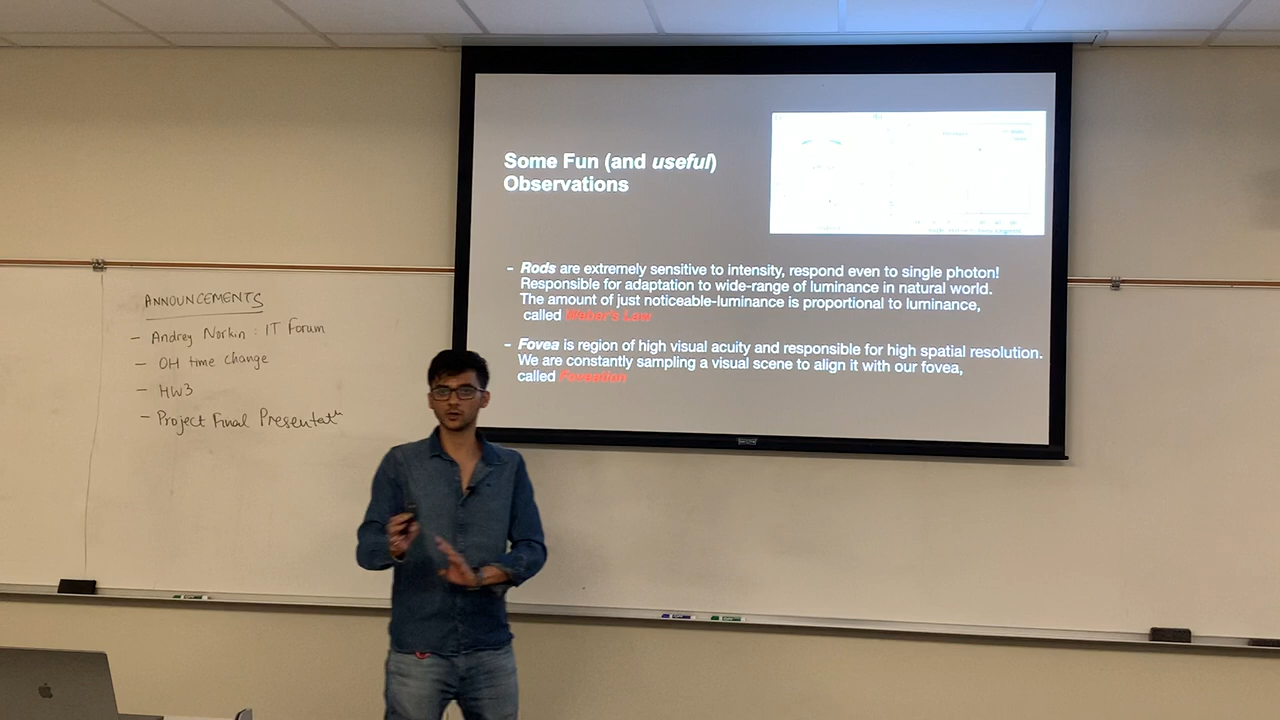 ANNOUNCEMENTS
- Andrey Norkin : IT Forum
- OH time change
- HW3
- Project Final Presentatn
Some Fun (and useful)
Observations
- Rods are extremely sensitive to intensity, respond even to single photon!
Responsible for adaptation to wide-range of luminance in natural world.
The amount of just noticeable-luminance is proportional to luminance,
called Weber's Law
- Fovea is region of high visual acuity and responsible for high spatial resolution.
We are constantly sampling a visual scene to align it with our fovea,
called Foveation